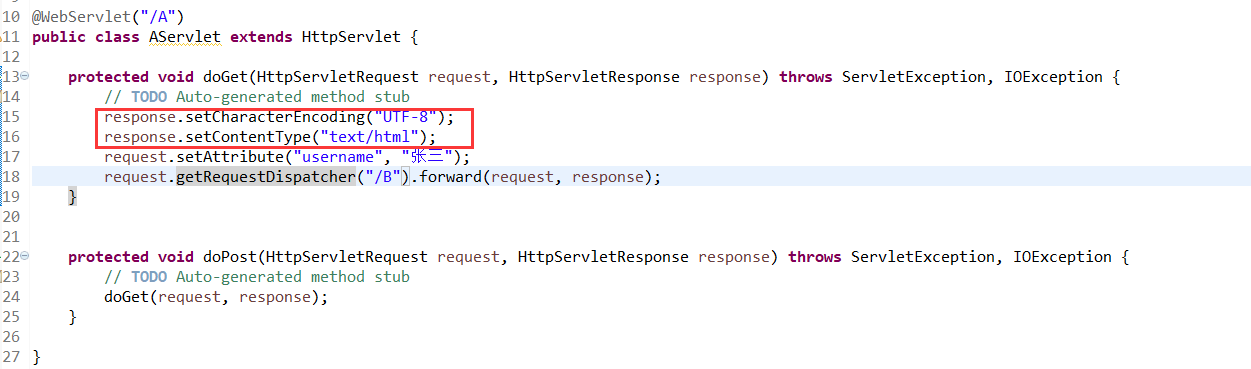 10 @WebServlet("/A")
11 public class AServlet extends HttpServlet {
12
13 protected void doGet(HttpServletRequest request, HttpServletResponse response) throws ServletException, IOException {
14 // TODO Auto-generated method stub
15 response.setCharacterEncoding("UTF-8");
16 response.setContentType("text/html");
17 request.setAttribute("username", "张三");
18 request.getRequestDispatcher("/B").forward(request, response);
19 }
20
21
22 protected void doPost(HttpServletRequest request, HttpServletResponse response) throws ServletException, IOException {
23 // TODO Auto-generated method stub
24 doGet(request, response);
25 }
26
27 }